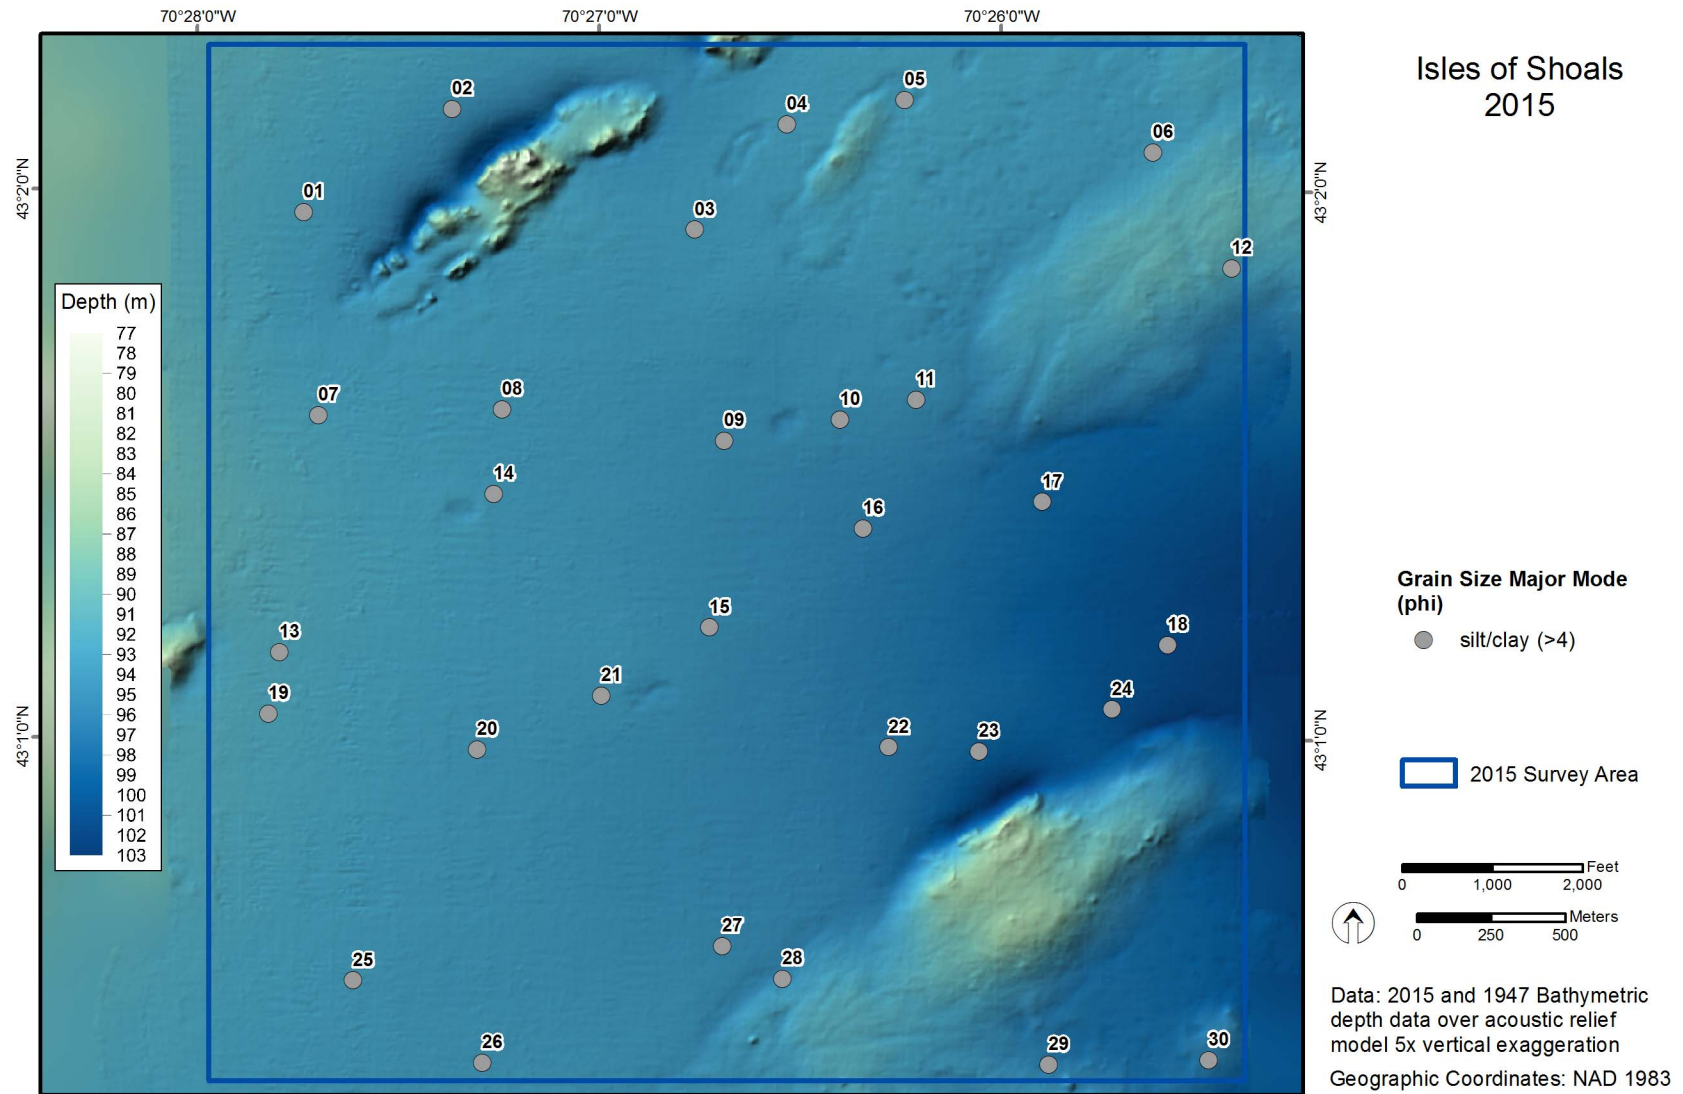 70°28'0"W
70°27'0"W
70°26'0"W
Isles of Shoals
2015
43°2'0"N
43°2'0"N
43°1'0"N
43°1'0"N
02
05
04
06
01
03
12
Depth (m)
77
78
79
80
81
82
83
84
85
86
87
88
89
90
91
92
93
94
95
96
97
98
99
100
101
102
103
07
08
11
10
09
14
17
16
15
18
13
21
19
24
20
22
23
27
28
25
26
29
30
Grain Size Major Mode
(phi)
silt/clay (>4)
2015 Survey Area
Feet
0 1,000 2,000
Meters
0 250 500
Data: 2015 and 1947 Bathymetric
depth data over acoustic relief
model 5x vertical exaggeration
Geographic Coordinates: NAD 1983